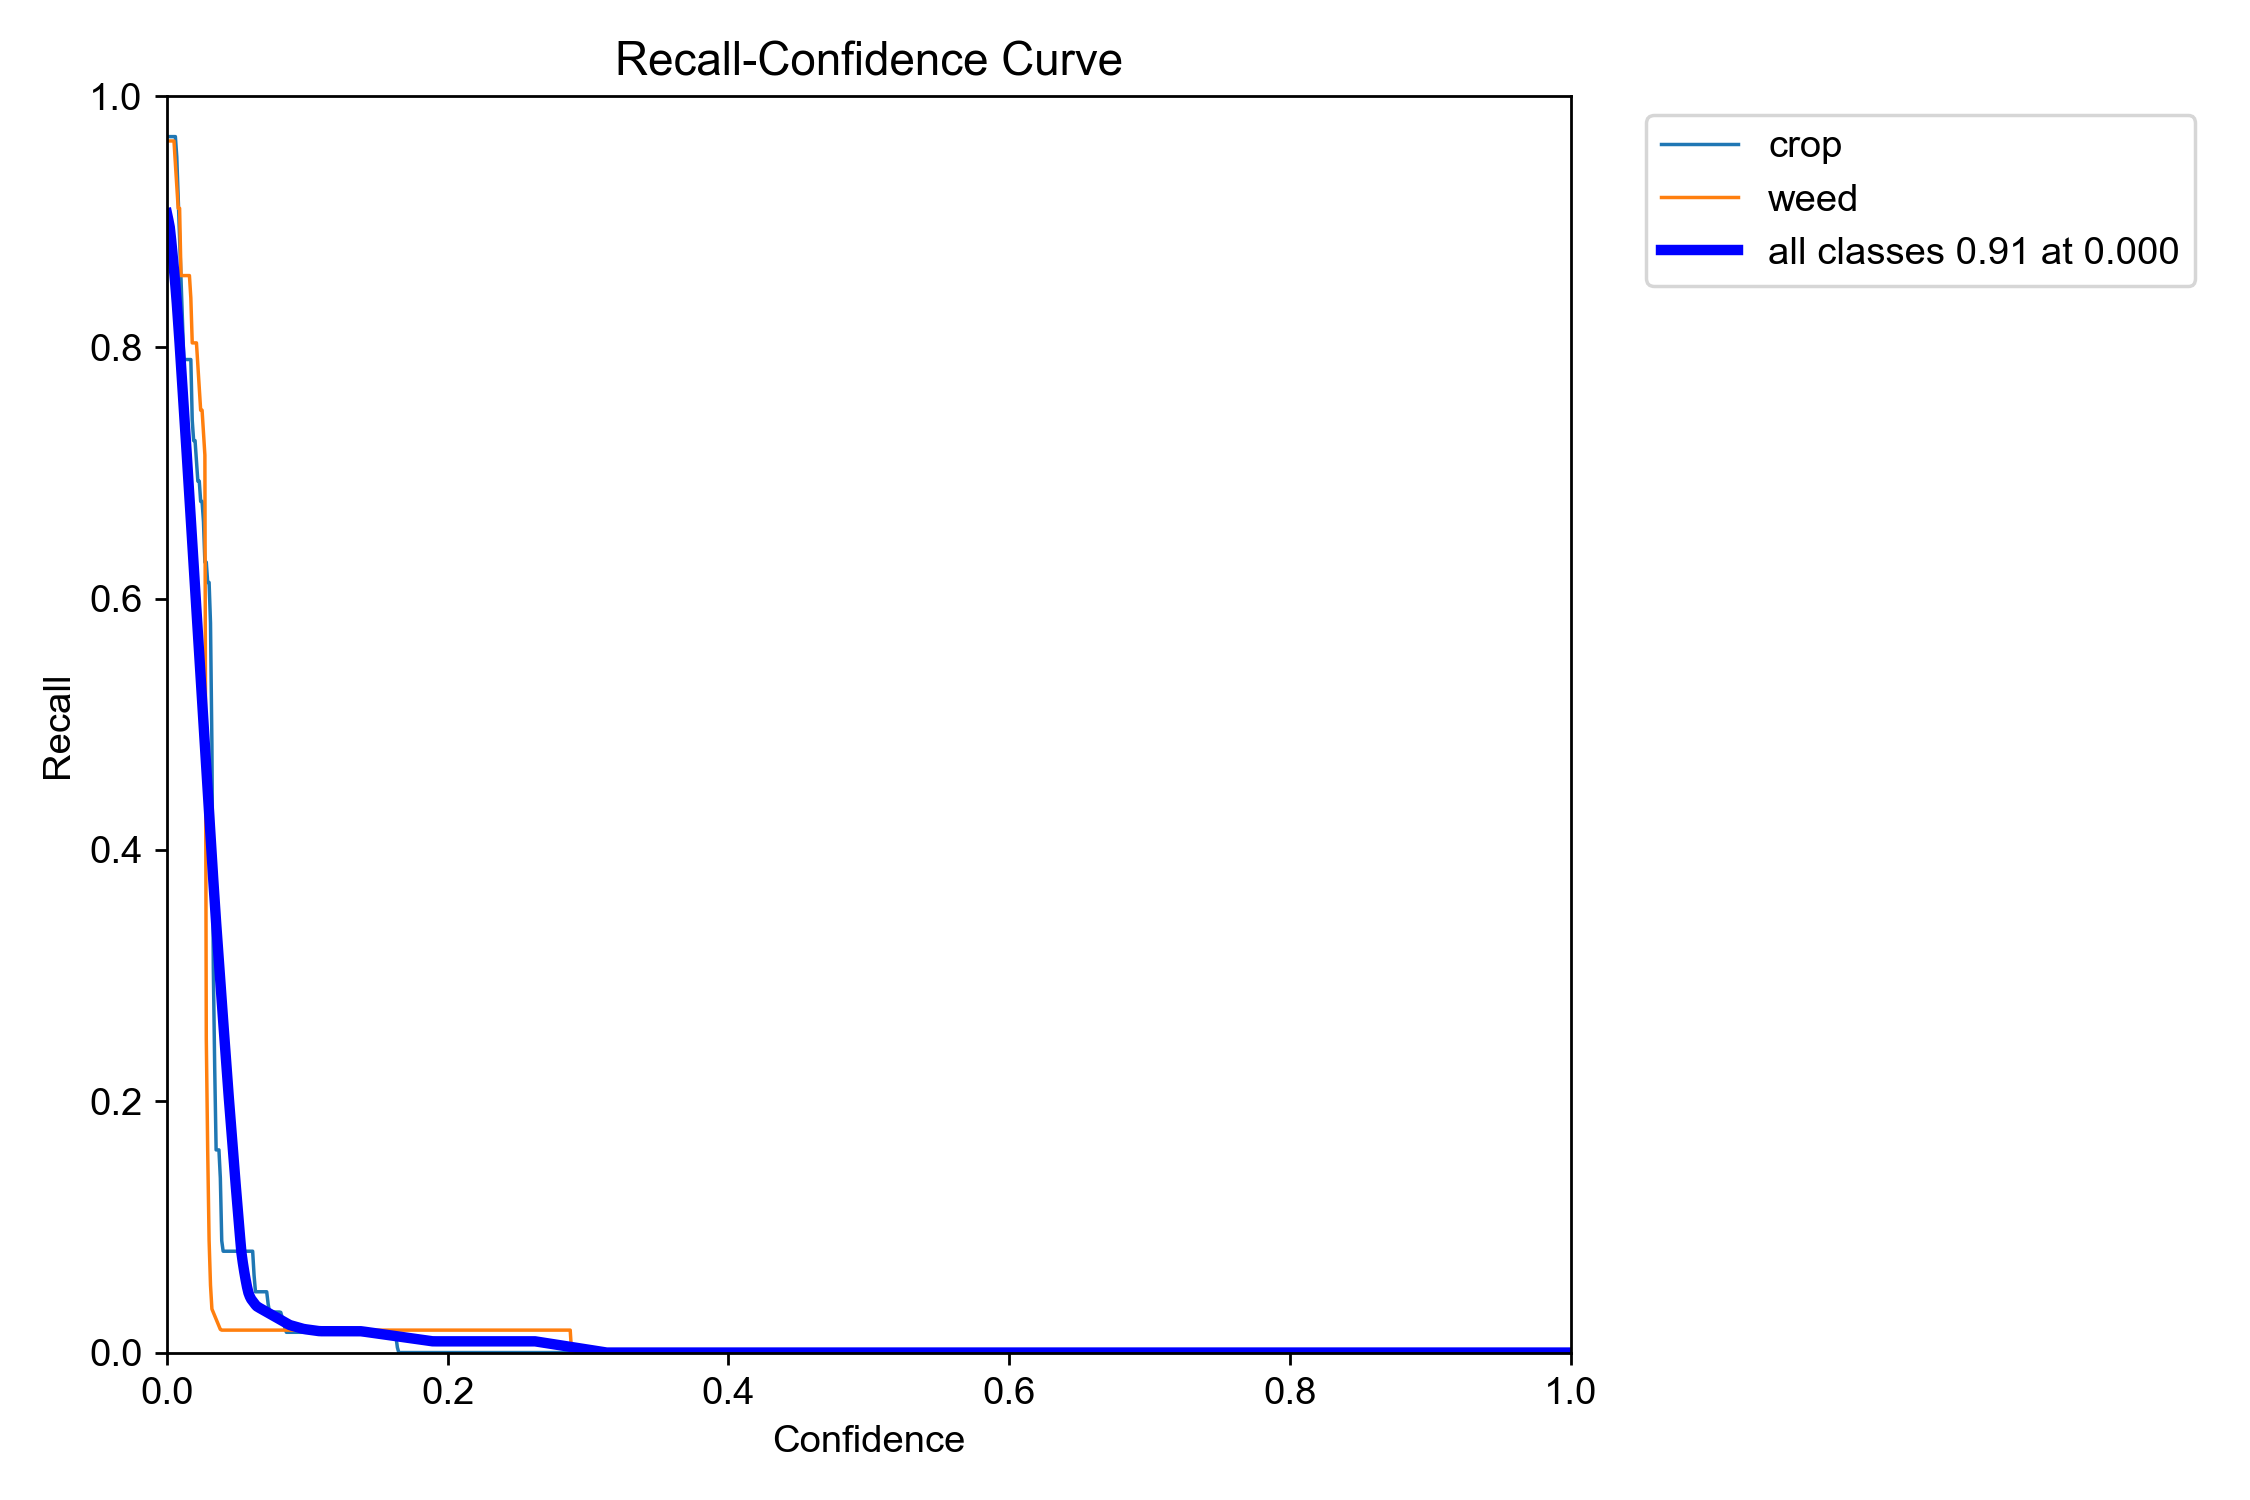 Recall-Confidence Curve
1.0
0.8
0.6
0.4
0.2
0.0
Recall
0.0 0.2 0.4 0.6 0.8 1.0
Confidence
crop
weed
all classes 0.91 at 0.000